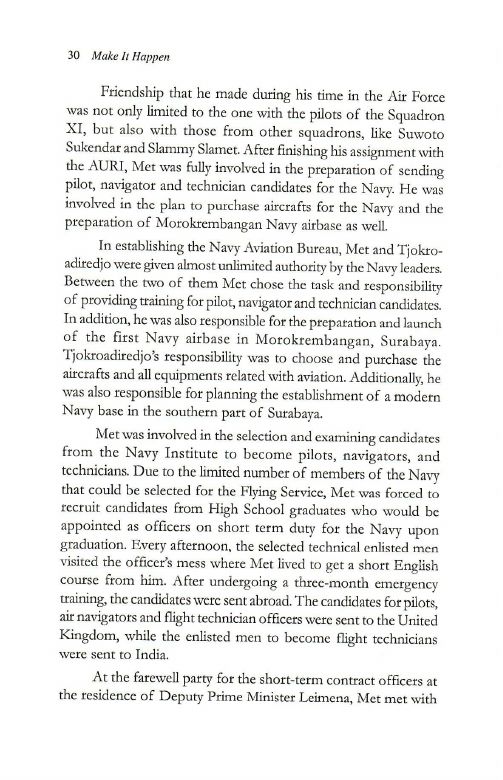 30 Make It Happen
Friendship that he made during his time in the Air Force
was not only limited to the one with the pilots of the Squadron
XI, but also with those from other squadrons, like Suwoto
Sukendar and Slammy Slamet. After finishing his assignment with
the AURI, Met was fully involved in the preparation of sending
pilot, navigator and technician candidates for the Navy. He was
involved in the plan to purchase aircrafts for the Navy and the
preparation of Morokrembangan Navy airbase as well.
In establishing the Navy Aviation Bureau, Met and Tjokro-
adiredjo were given almost unlimited authority by the Navy leaders.
Between the two of them Met chose the task and responsibility
of providing training for pilot, navigator and technician candidates.
In addition, he was also responsible for the preparation and launch
of the first Navy airbase in Morokrembangan, Surabaya.
Tjokroadiredjo's responsibility was to choose and purchase the
aircrafts and all equipments related with aviation. Additionally, he
was also responsible for planning the establishment of a modern
Navy base in the southern part of Surabaya.
Met was involved in the selection and examining candidates
from the Navy Institute to become pilots, navigators, and
technicians. Due to the limited number of members of the Navy
that could be selected for the Flying Service, Met was forced to
recruit candidates from High School graduates who would be
appointed as officers on short term duty for the Navy upon
graduation. Every afternoon, the selected technical enlisted men
visited the officer's mess where Met lived to get a short English
course from him. After undergoing a three-month emergency
training, the candidates were sent abroad. The candidates for pilots,
air navigators and flight technician officers were sent to the United
Kingdom, while the enlisted men to become flight technicians
were sent to India.
At the farewell party for the short-term contract officers at
the residence of Deputy Prime Minister Leimena, Met met with